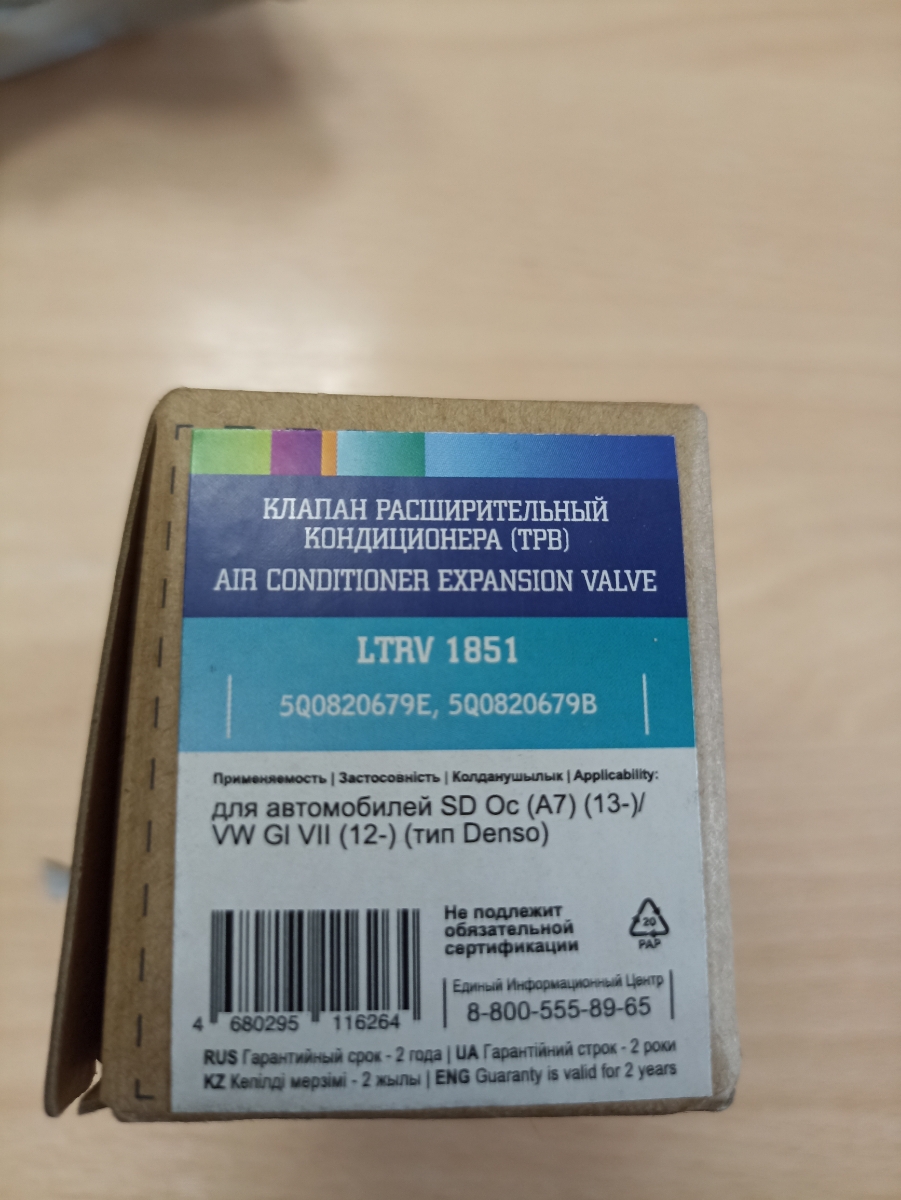 КЛАПАН РАСШИРИТЕЛЬНЫЙ
КОНДИЦИОНЕРА (ТРВ)
AIR CONDITIONER EXPANSION VALVE
LTRV 1851
5Q0820679E, 5Q0820679B
Применяемость | Застосовність | Колданушылык | Applicability:
для автомобилей SD Oc (A7) (13-)/
VW Gl VII (12-) (тип Denso)
Не подлежит
обязательной
сертификации
20
PAP
Единый Информационный Центр
8-800-555-89-65
4 680295 116264
RUS Гарантийный срок - 2 года | UA Гарантійний строк - 2 роки
KZ Кепілді мерзімі - 2 жылы | ENG Guaranty is valid for 2 years